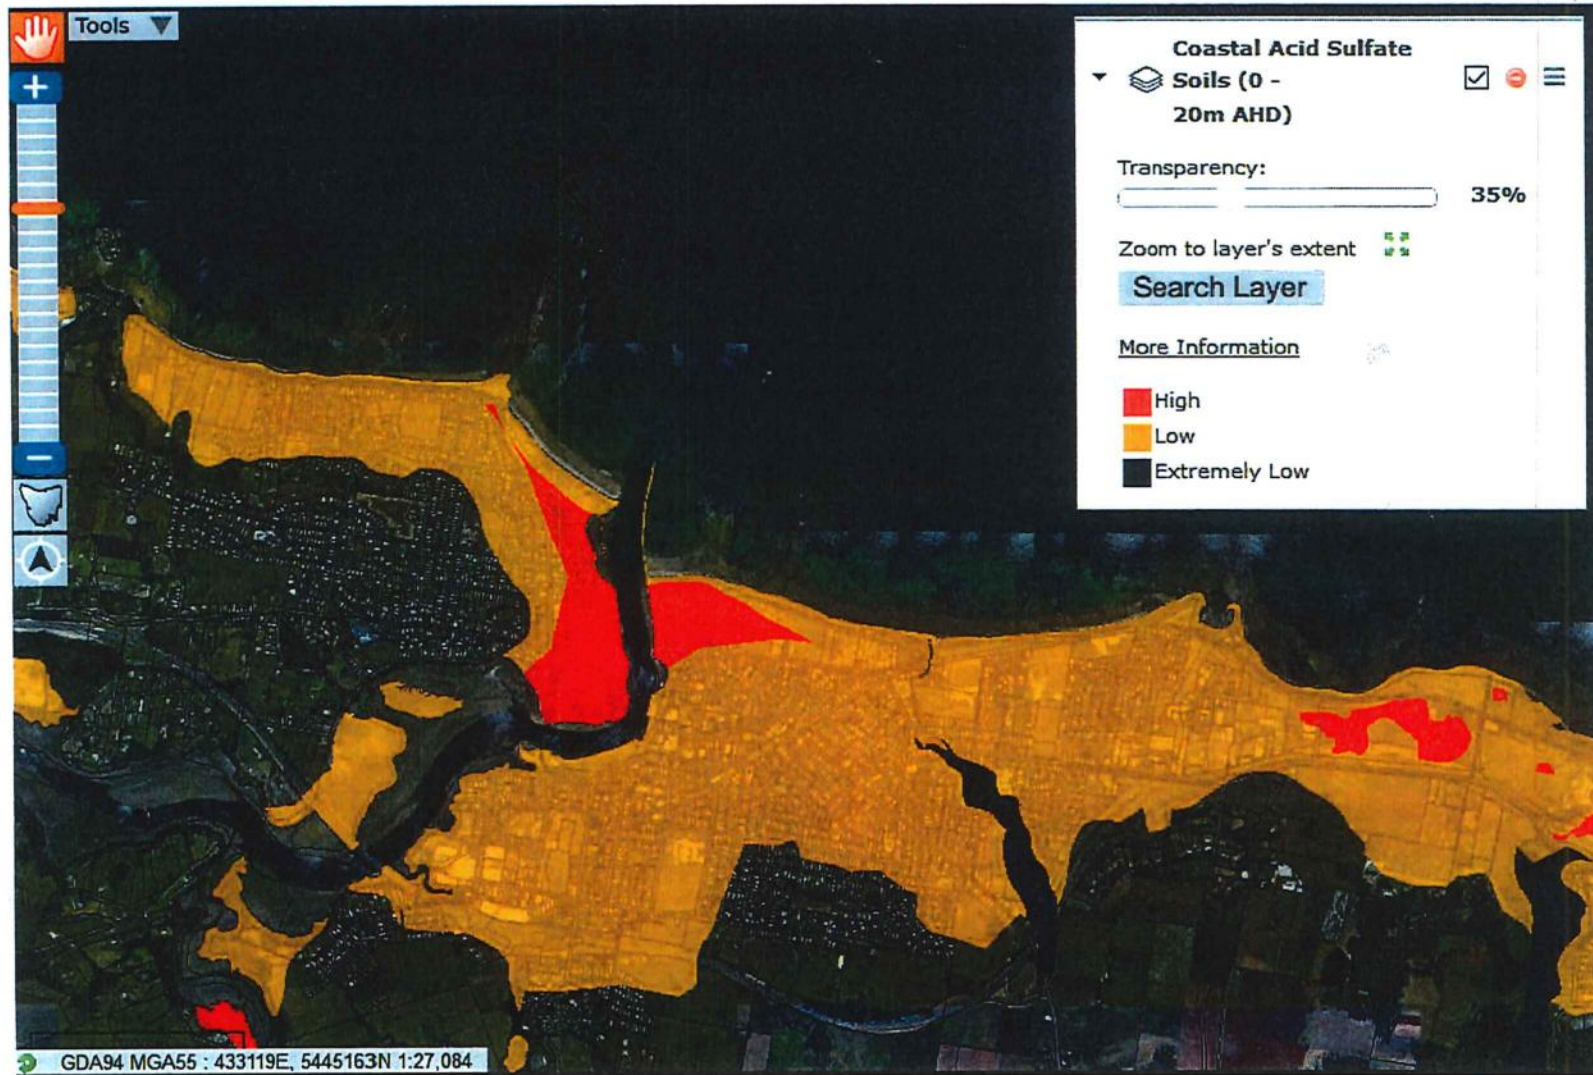 Tools
Coastal Acid Sulfate
Soils (0 -
20m AHD)
Transparency:
35%
Zoom to layer's extent
Search Layer
More Information
High
Low
Extremely Low
GDA94 MGA55 : 433119E, 5445163N 1:27,084